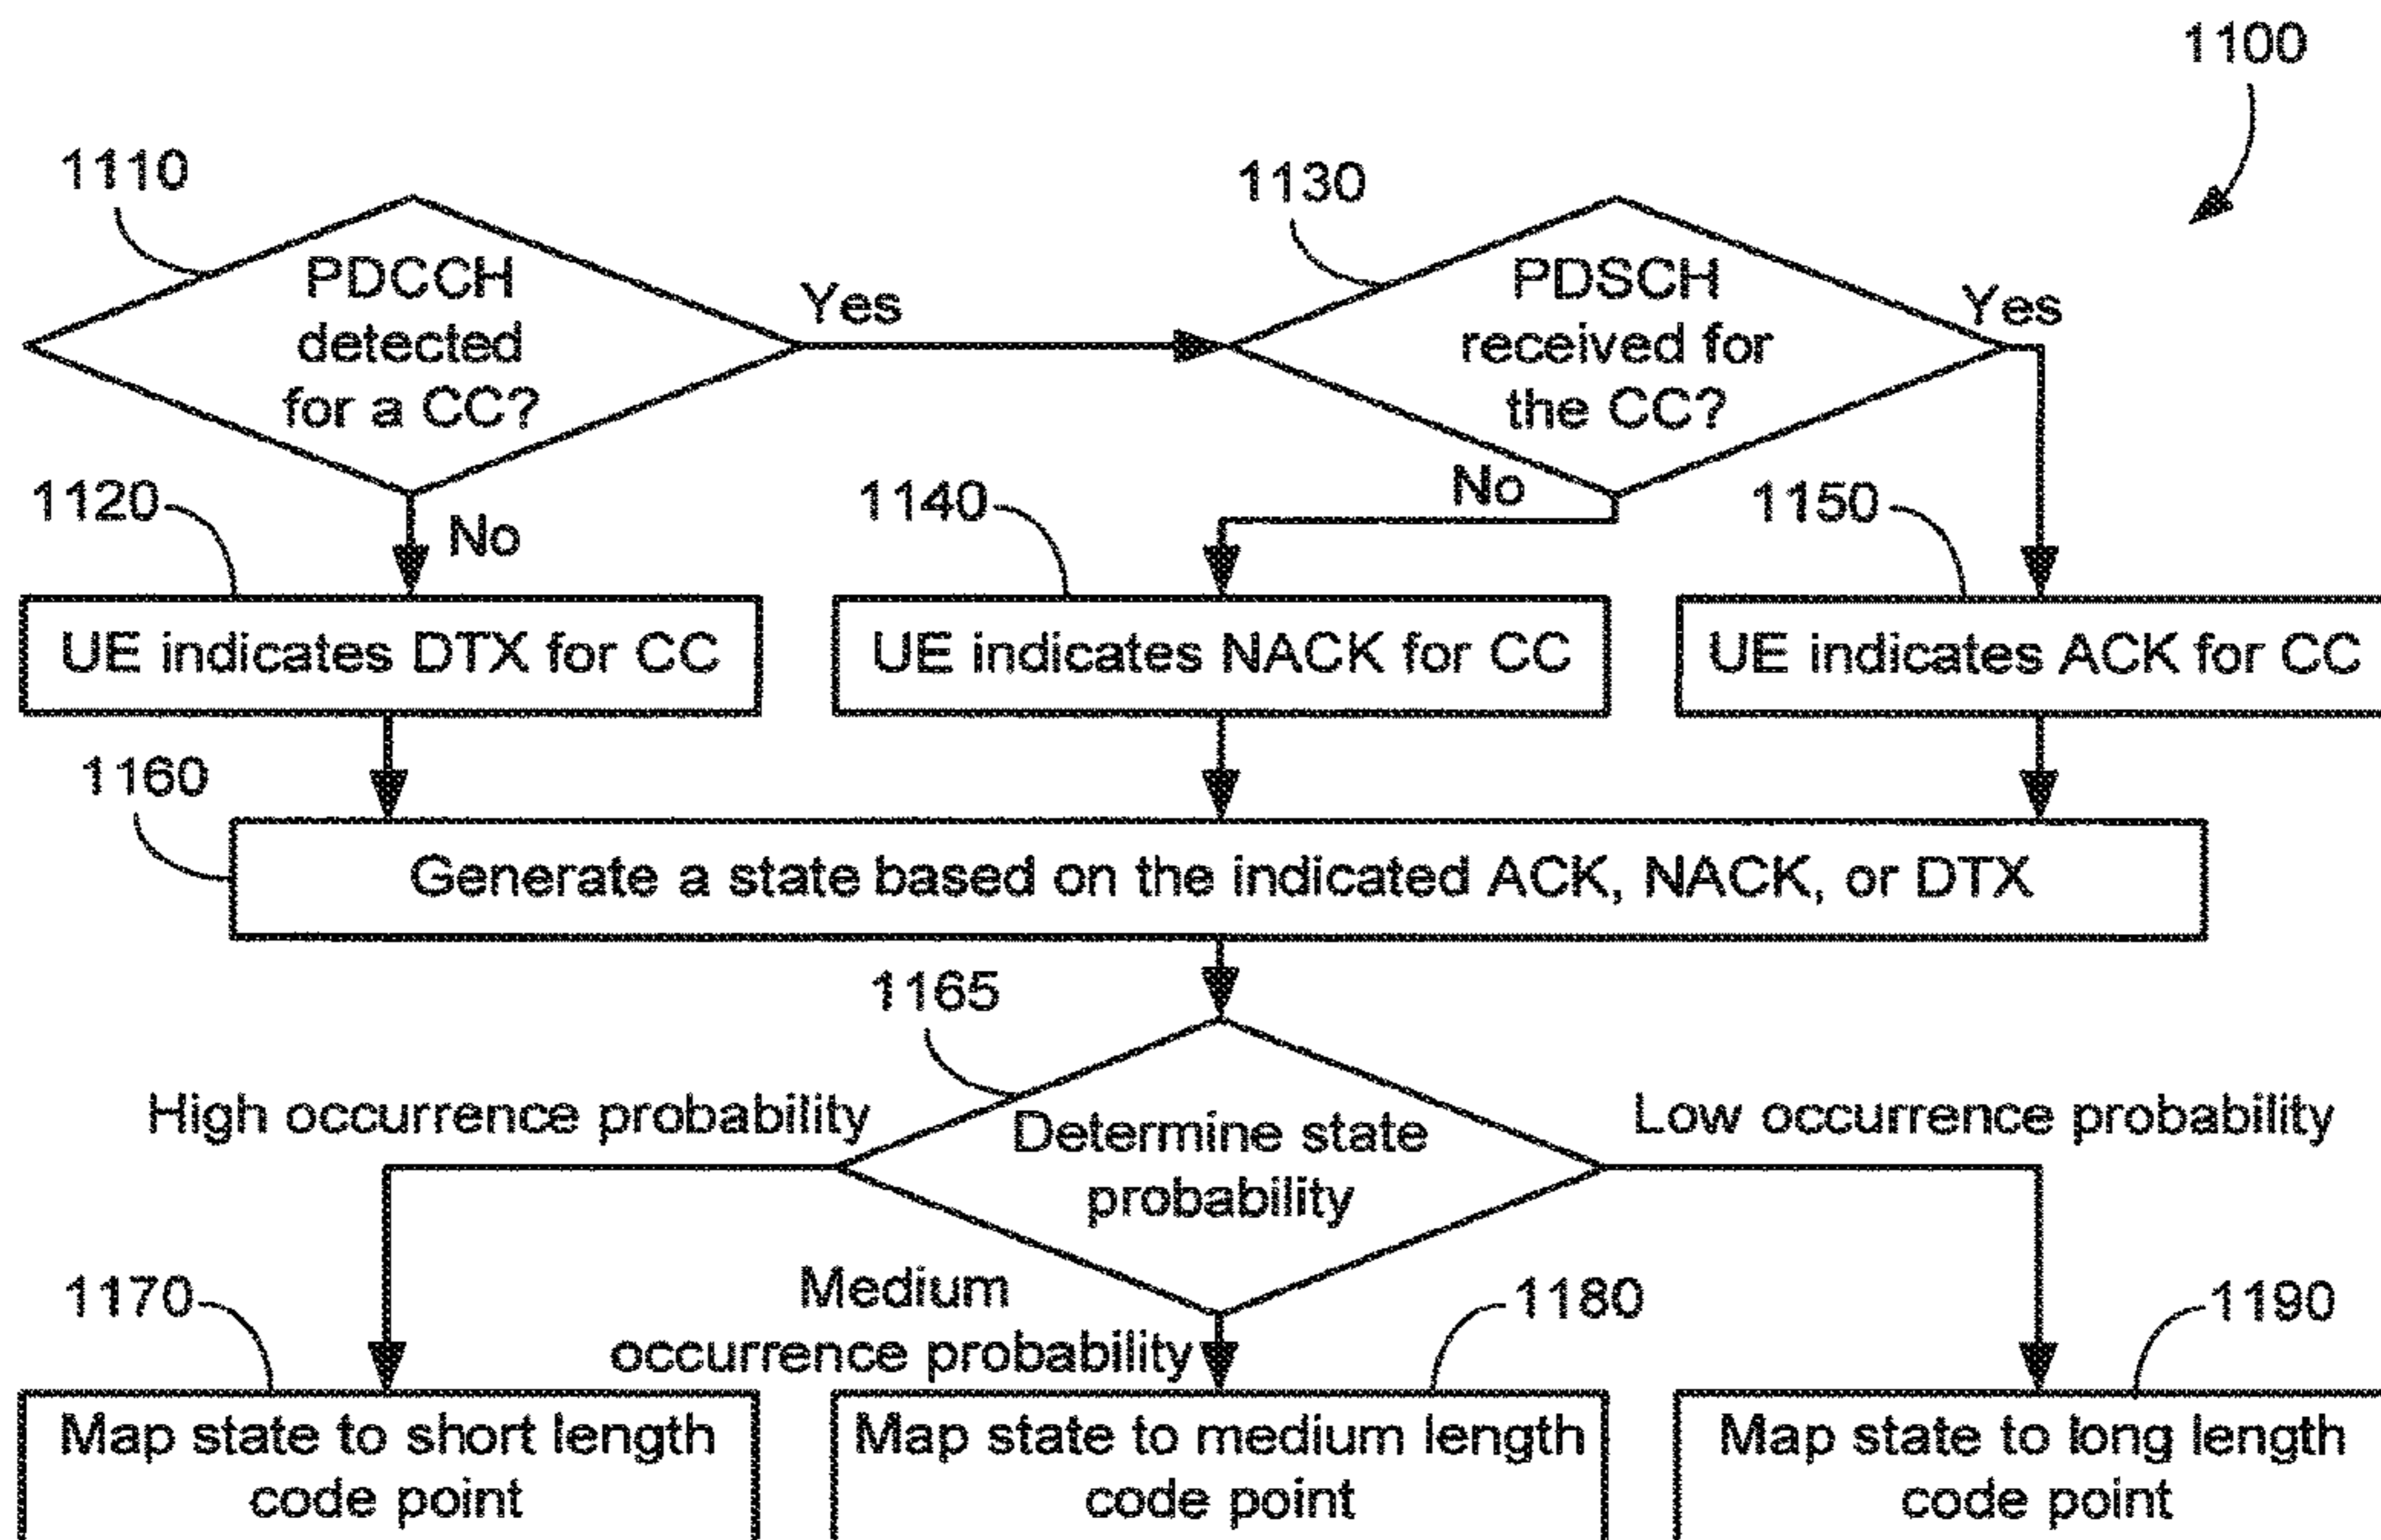 1100
1110
PDCCH
detected
for a CC?
Yes
1130
PDSCH
received for
the CC?
Yes
1120
No
1140
No
1150
UE indicates DTX for CC
UE indicates NACK for CC
UE indicates ACK for CC
1160
Generate a state based on the indicated ACK, NACK, or DTX
1165
High occurrence probability
Determine state
probability
Low occurrence probability
1170
Medium
occurrence probability
1180
1190
Map state to short length
code point
Map state to medium length
code point
Map state to long length
code point